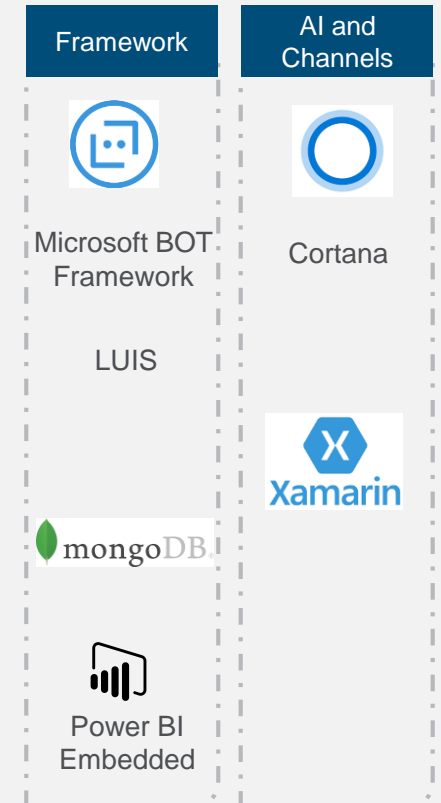 Framework
AI and
Channels
Microsoft BOT
Framework
Cortana
LUIS
Xamarin
mongoDB
Power BI
Embedded